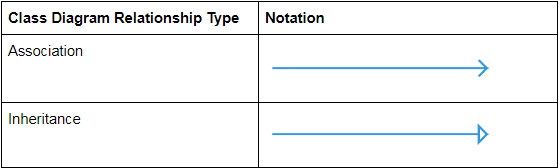 Class Diagram Relationship Type Notation
Association
Inheritance